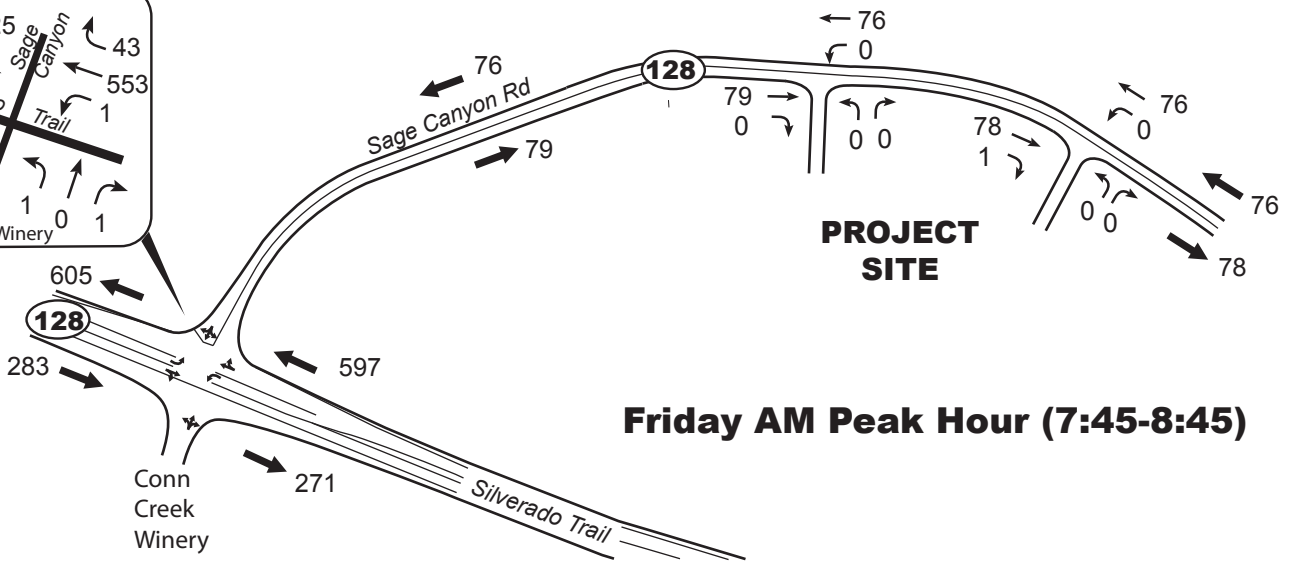 Sage
Canyon
43
553
1
Trail
1
0
1
Winery
76
0
128
76
Sage Canyon Rd
79
79
0
0 0
76
0
78
1
0 0
76
78
PROJECT
SITE
605
128
283
597
271
Conn
Creek
Winery
Silverado Trail
Friday AM Peak Hour (7:45-8:45)